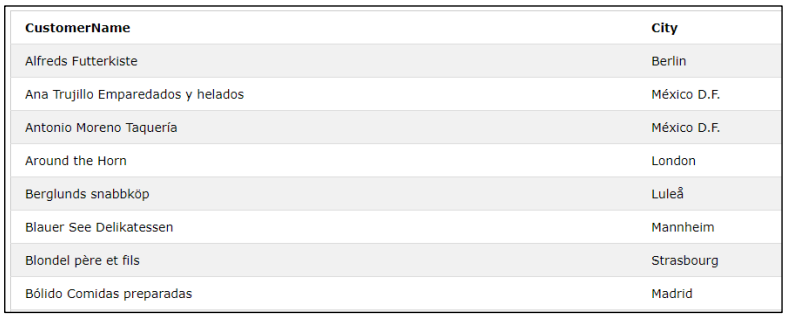 CustomerName City
Alfreds Futterkiste Berlin
Ana Trujillo Emparedados y helados México D.F.
Antonio Moreno Taquería México D.F.
Around the Horn London
Berglunds snabbköp Luleå
Blauer See Delikatessen Mannheim
Blondel père et fils Strasbourg
Bólido Comidas preparadas Madrid